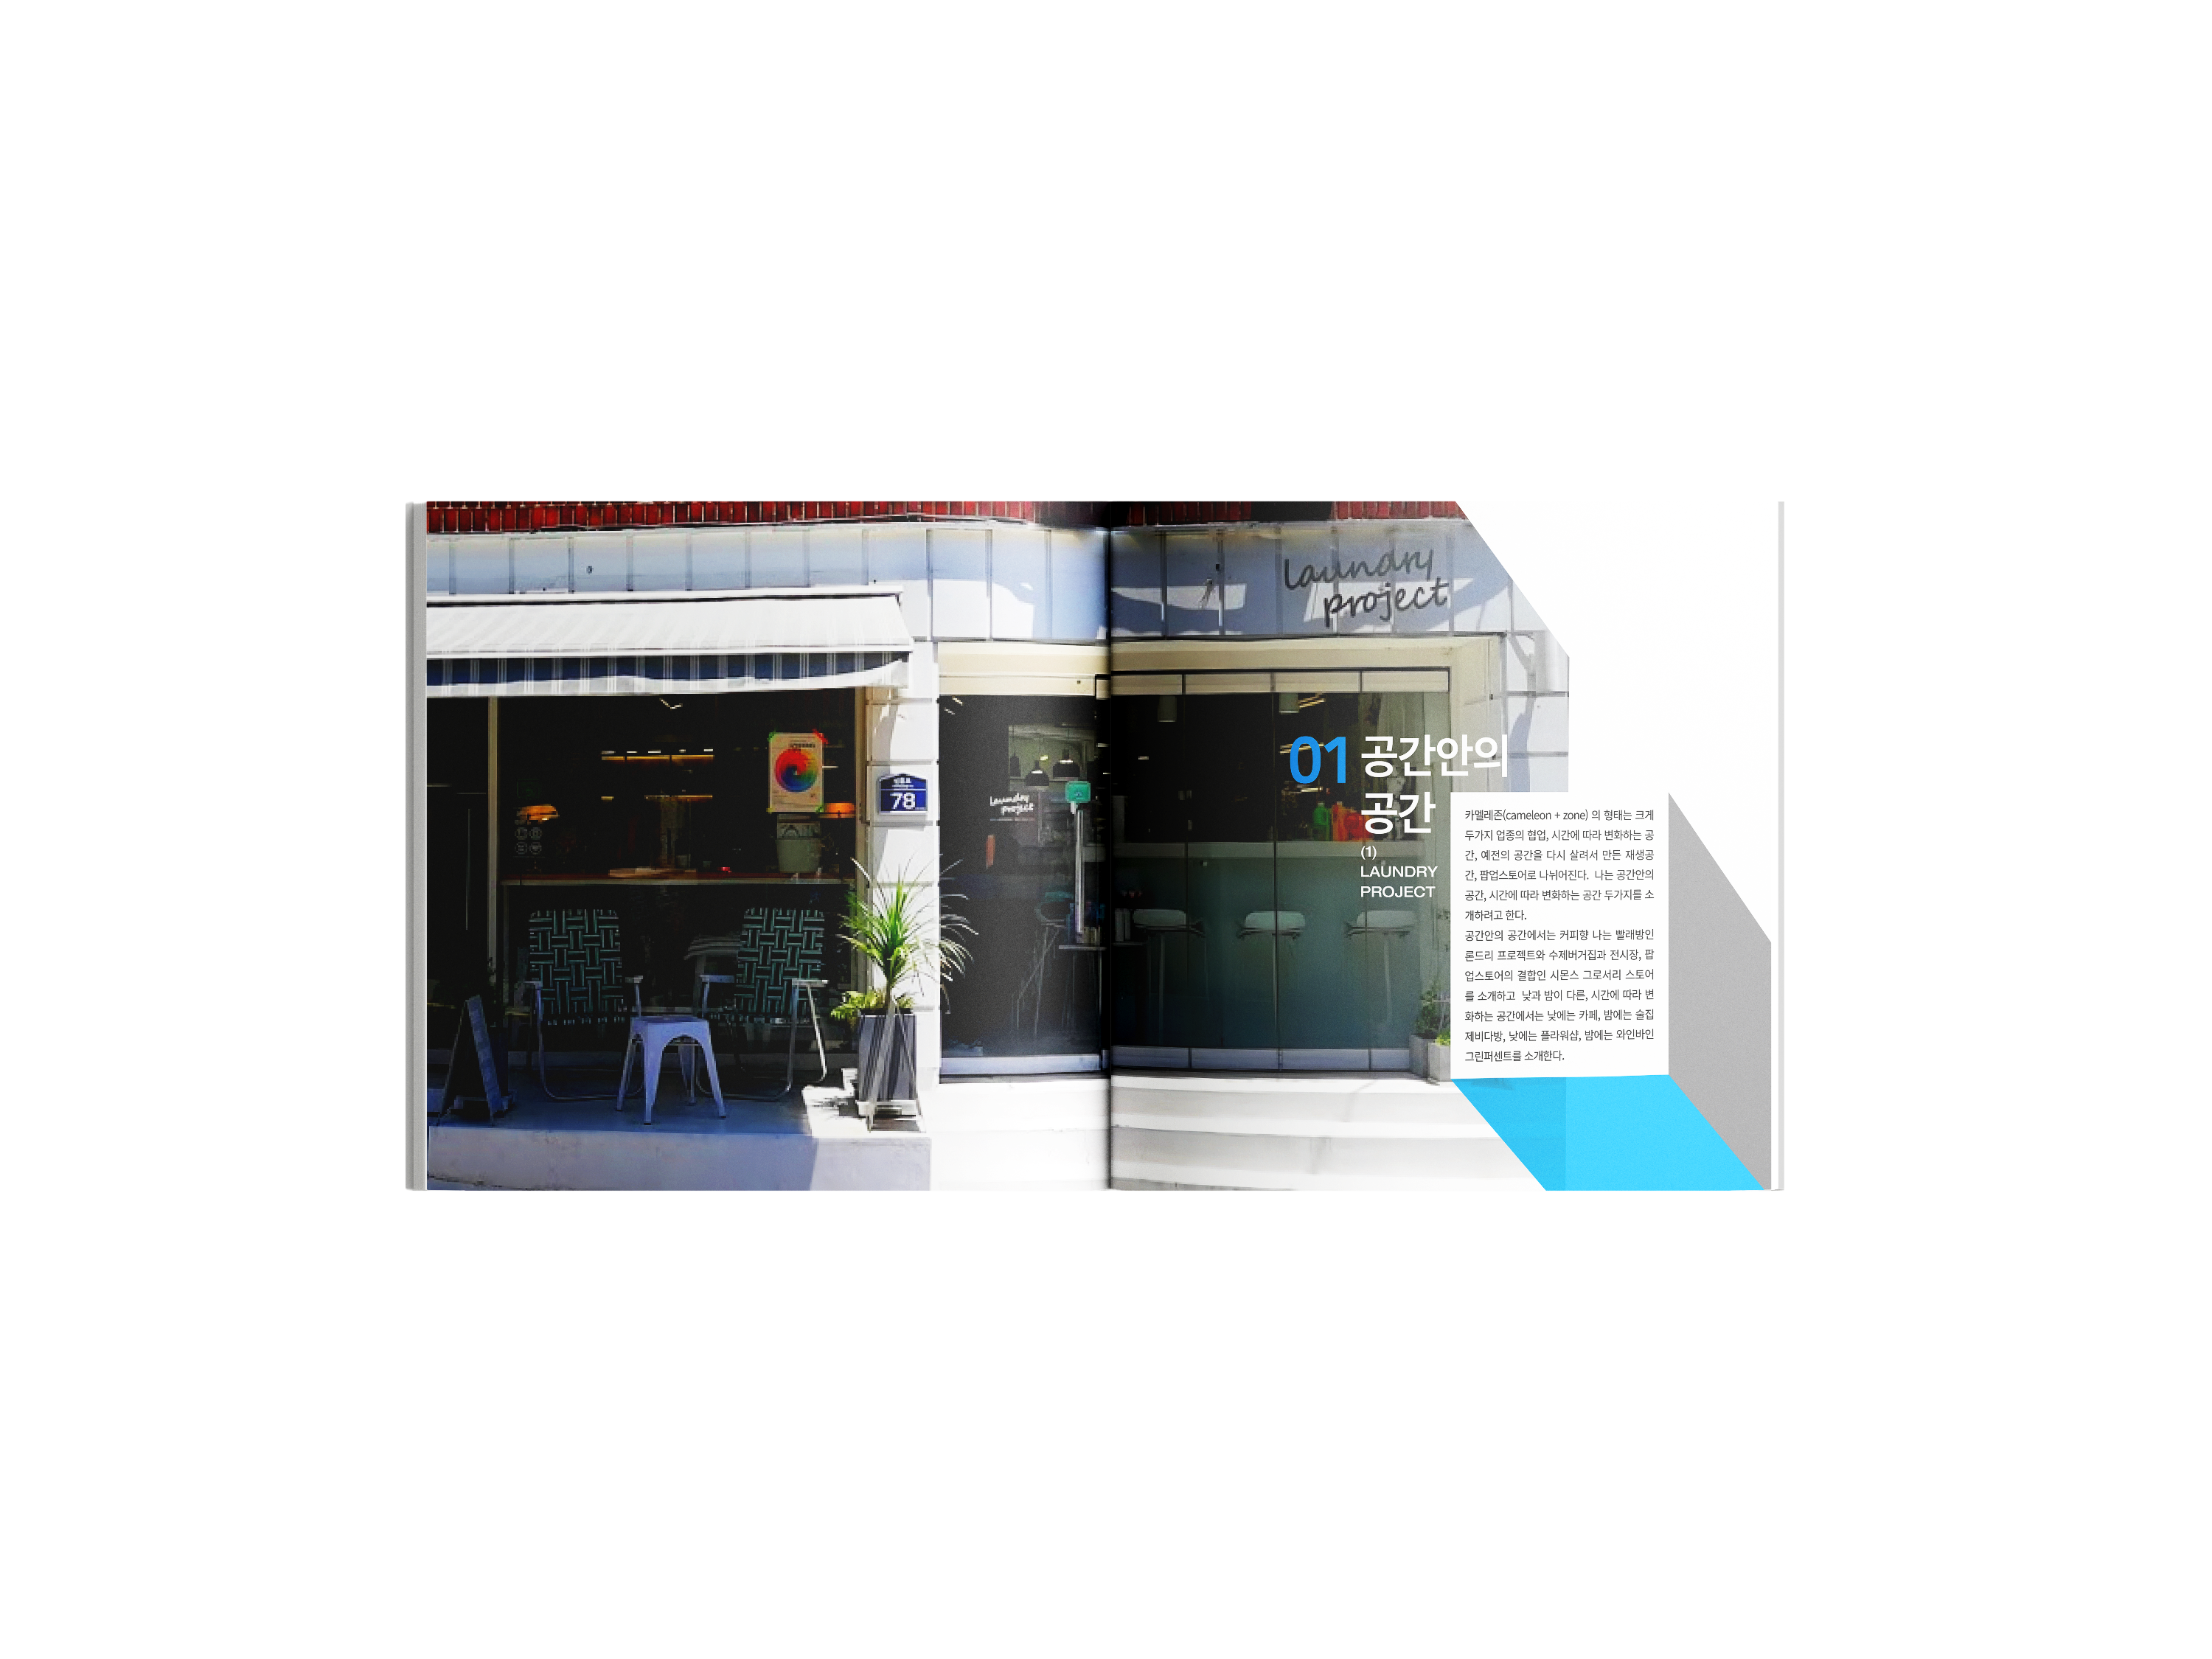 laundry
project
78
laundry
project
01 공간안의
공간
(1)
LAUNDRY
PROJECT
카멜레존(cameleon + zone) 의 형태는 크게
두가지 업종의 협업, 시간에 따라 변화하는 공
간, 예전의 공간을 다시 살려서 만든 재생공
간, 팝업스토어로 나뉘어진다. 나는 공간안의
공간, 시간에 따라 변화하는 공간 두가지를 소
개하려고 한다.
공간안의 공간에서는 커피향 나는 빨래방인
론드리 프로젝트와 수제버거집과 전시장, 팝
업스토어의 결합인 시몬스 그로서리 스토어
를 소개하고 낮과 밤이 다른, 시간에 따라 변
화하는 공간에서는 낮에는 카페, 밤에는 술집
제비다방, 낮에는 플라워샵, 밤에는 와인바인
그린퍼센트를 소개한다.